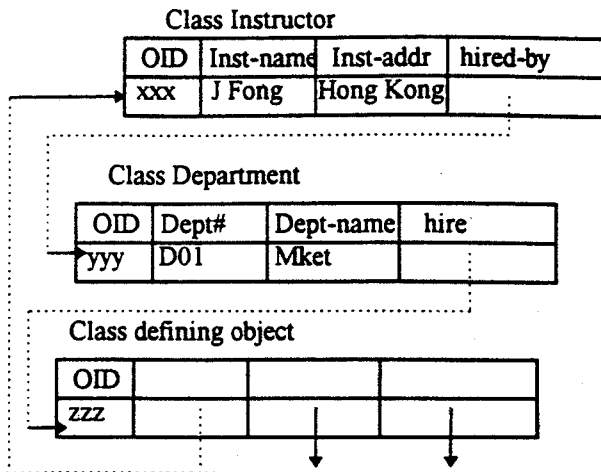 Class Instructor
OID Inst-name Inst-addr hired-by
xxx J Fong Hong Kong
Class Department
OID Dept# Dept-name hire
yyy D01 Mket
Class defining object
OID
zzz